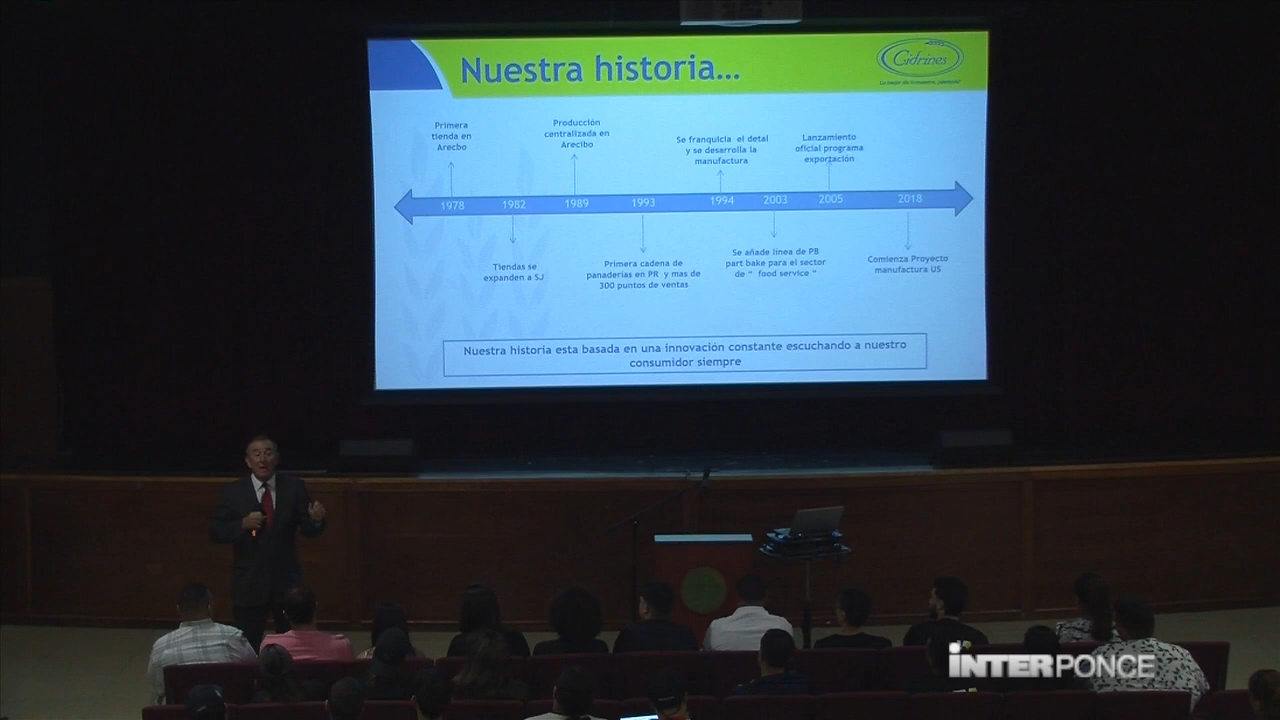 Nuestra historia...
Cidrines
Primera
tienda en
Arecbo
Producción
centralizada en
Arecibo
Se franquicia el detal
y se desarrolla la
manufactura
Lanzamiento
oficial programa
exportación
1978 1982 1989 1993 1994 2003 2005 2018
Tiendas se
expanden a SJ
Primera cadena de
panaderias en PR y mas de
300 puntos de ventas
Se añade línea de PB
part bake para el sector
de " food service "
Comienza Proyecto
manufactura US
Nuestra historia esta basada en una innovación constante escuchando a nuestro
consumidor siempre
INTERPONCE